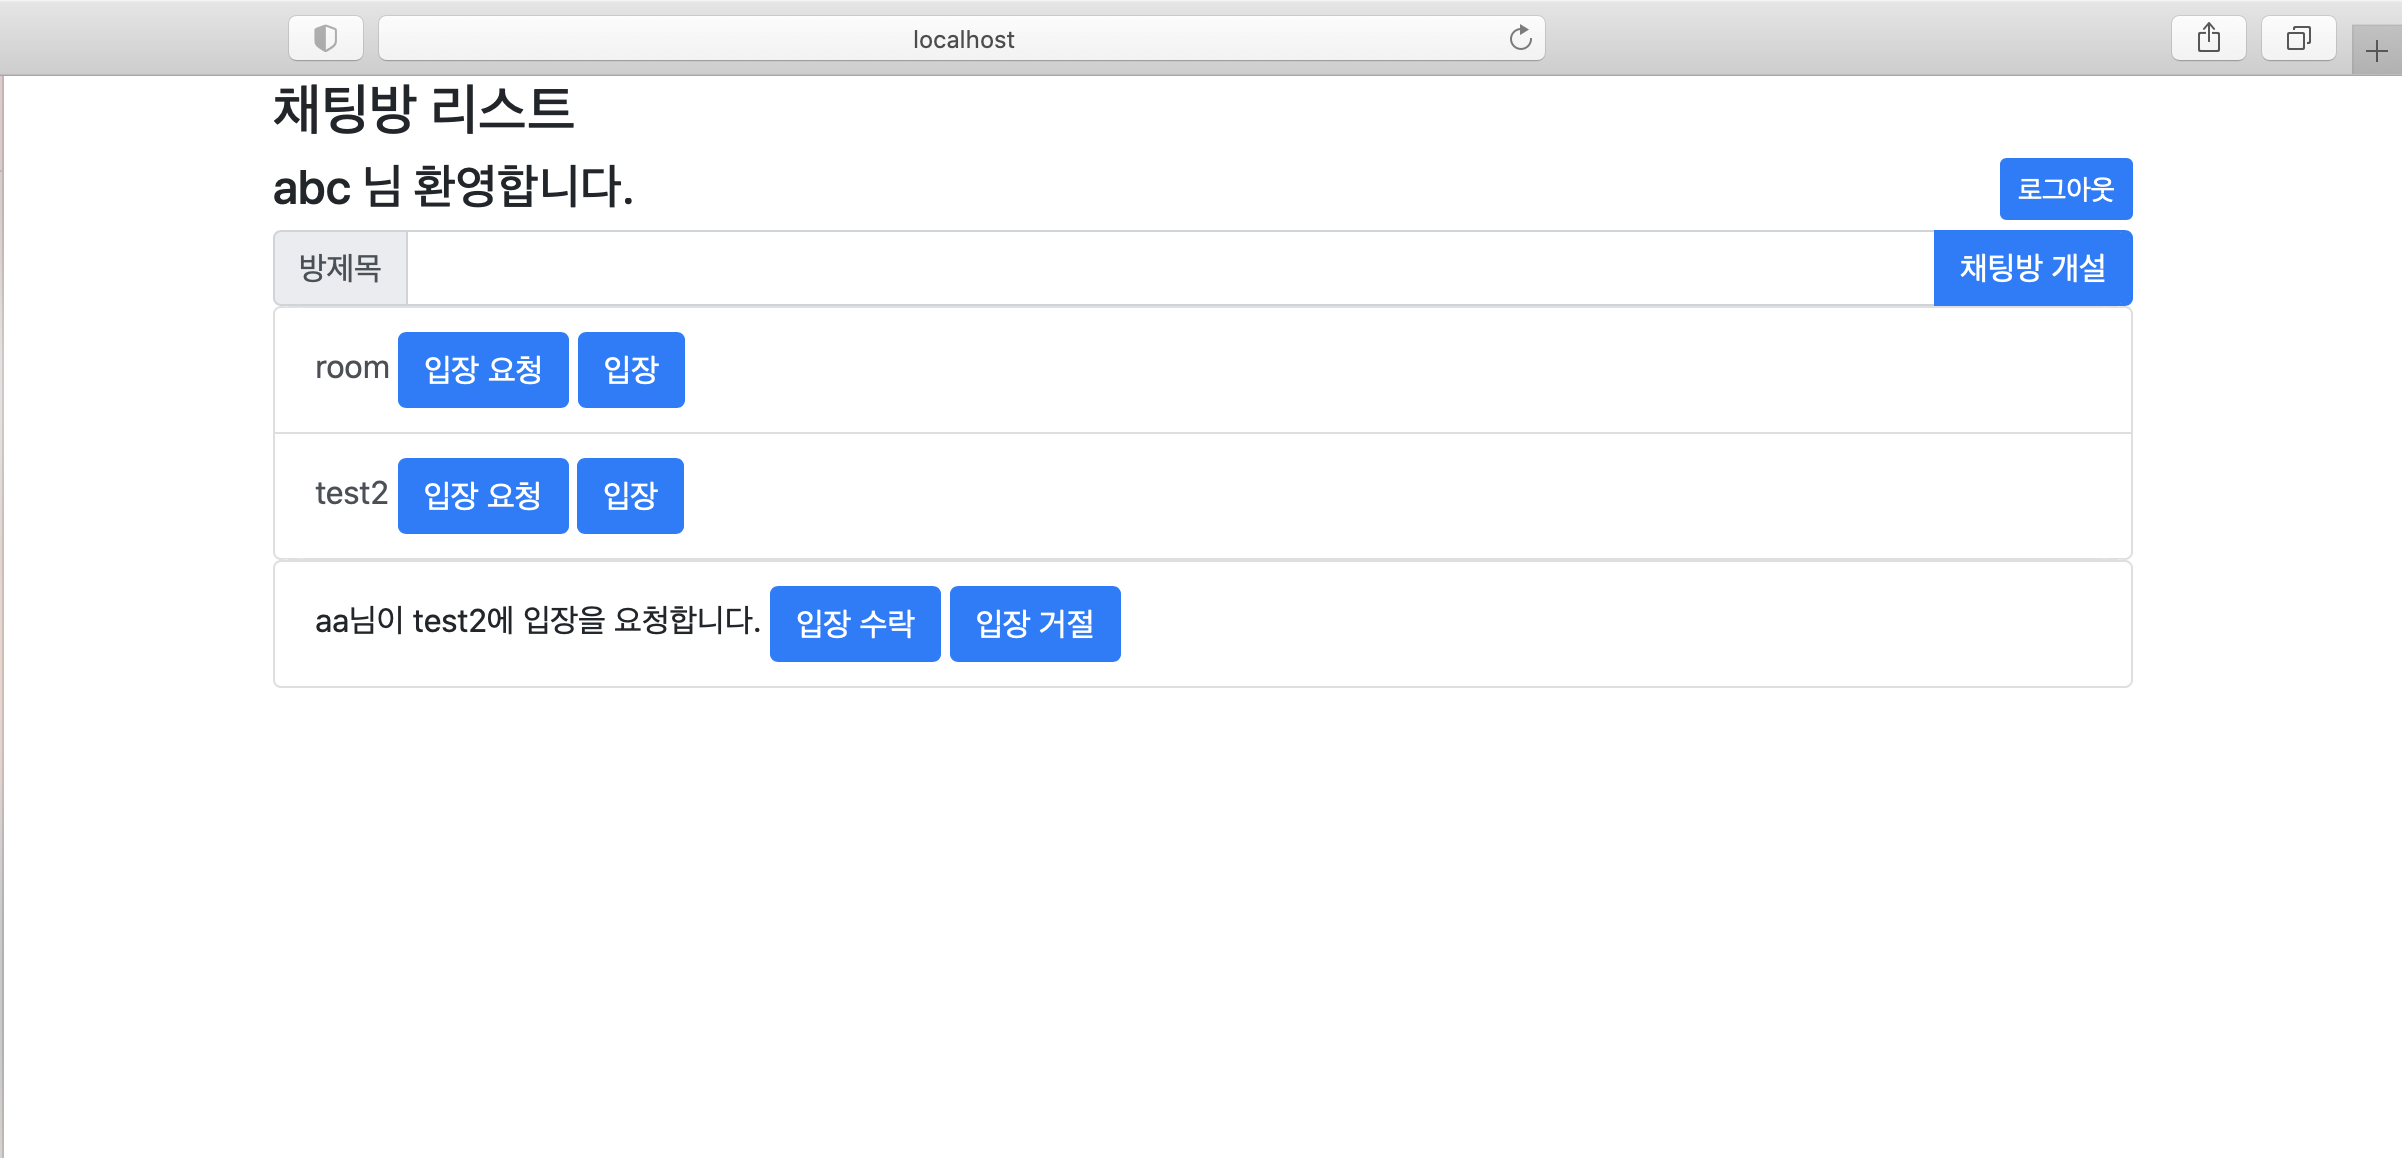 localhost
채팅방 리스트
abc 님 환영합니다.
로그아웃
방제목
채팅방 개설
room 입장 요청 입장
test2 입장 요청 입장
aa님이 test2에 입장을 요청합니다. 입장 수락 입장 거절